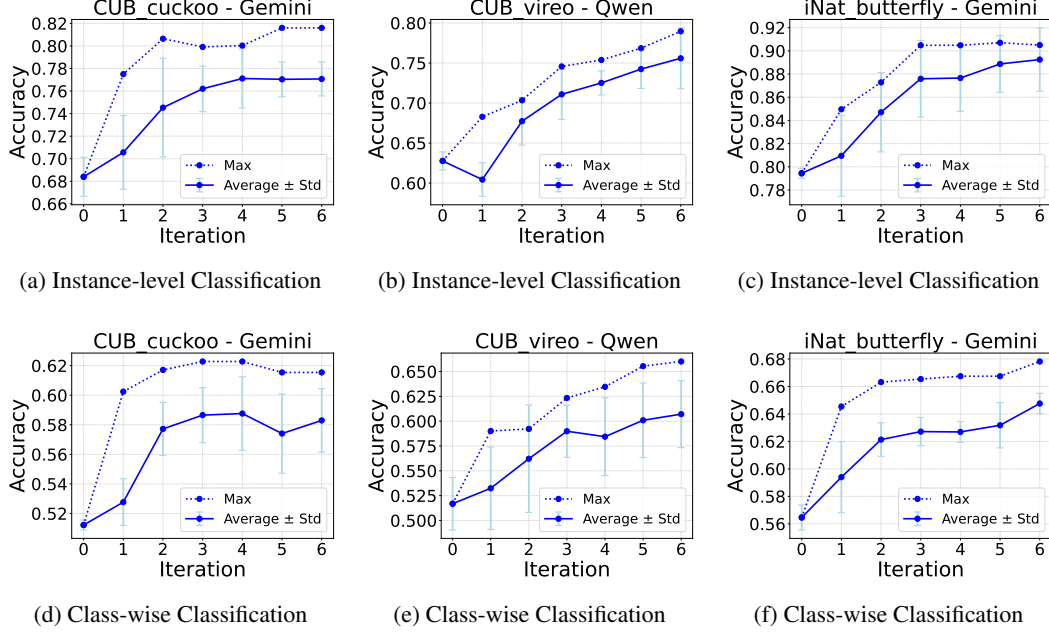 CUB_cuckoo - Gemini
Accuracy
0.82
0.80
0.78
0.76
0.74
0.72
0.70
0.68
0.66
Max
Average ± Std
0 1 2 3 4 5 6
Iteration
(a) Instance-level Classification
CUB_vireo - Qwen
Accuracy
0.80
0.75
0.70
0.65
0.60
Max
Average ± Std
0 1 2 3 4 5 6
Iteration
(b) Instance-level Classification
iNat_butterfly - Gemini
Accuracy
0.92
0.90
0.88
0.86
0.84
0.82
0.80
0.78
Max
Average ± Std
0 1 2 3 4 5 6
Iteration
(c) Instance-level Classification
CUB_cuckoo - Gemini
Accuracy
0.62
0.60
0.58
0.56
0.54
0.52
Max
Average ± Std
0 1 2 3 4 5 6
Iteration
(d) Class-wise Classification
CUB_vireo - Qwen
Accuracy
0.650
0.625
0.600
0.575
0.550
0.525
0.500
Max
Average ± Std
0 1 2 3 4 5 6
Iteration
(e) Class-wise Classification
iNat_butterfly - Gemini
Accuracy
0.68
0.66
0.64
0.62
0.60
0.58
0.56
Max
Average ± Std
0 1 2 3 4 5 6
Iteration
(f) Class-wise Classification